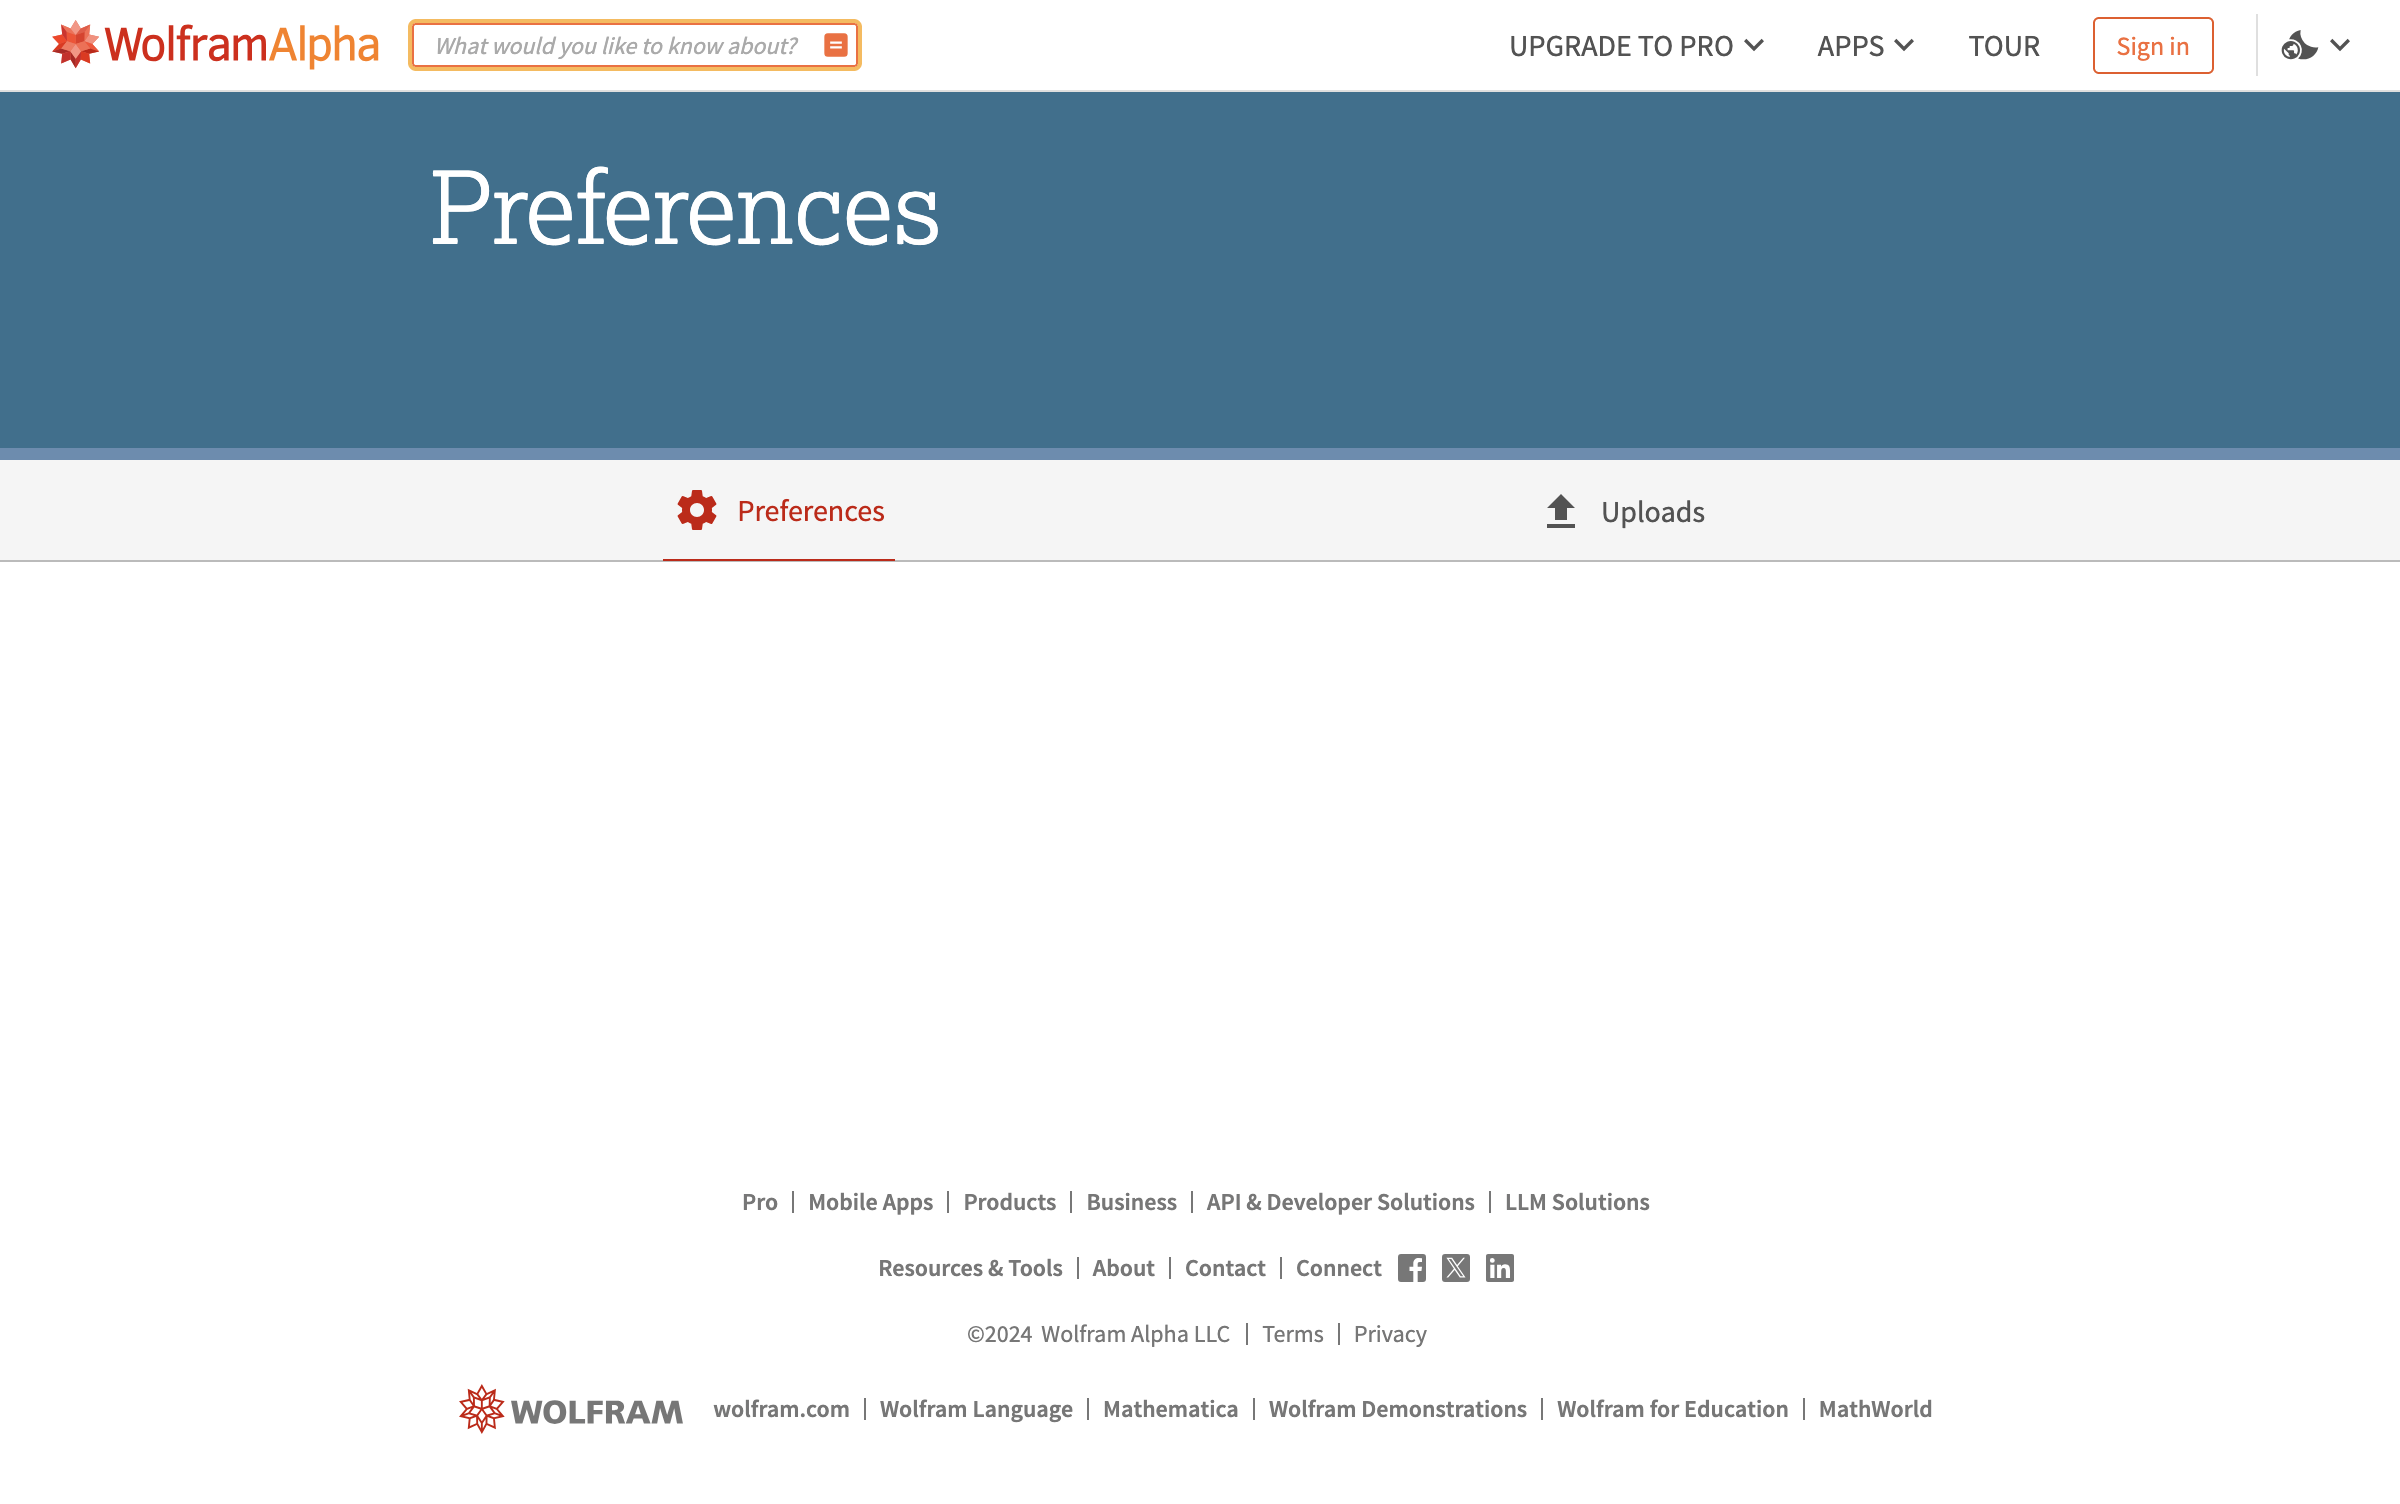 WolframAlpha What would you like to know about? UPGRADE TO PRO APPS TOUR Sign in
Preferences
Preferences Uploads
Pro | Mobile Apps | Products | Business | API & Developer Solutions | LLM Solutions
Resources & Tools | About | Contact | Connect
©2024 Wolfram Alpha LLC | Terms | Privacy
WOLFRAM wolfram.com | Wolfram Language | Mathematica | Wolfram Demonstrations | Wolfram for Education | MathWorld